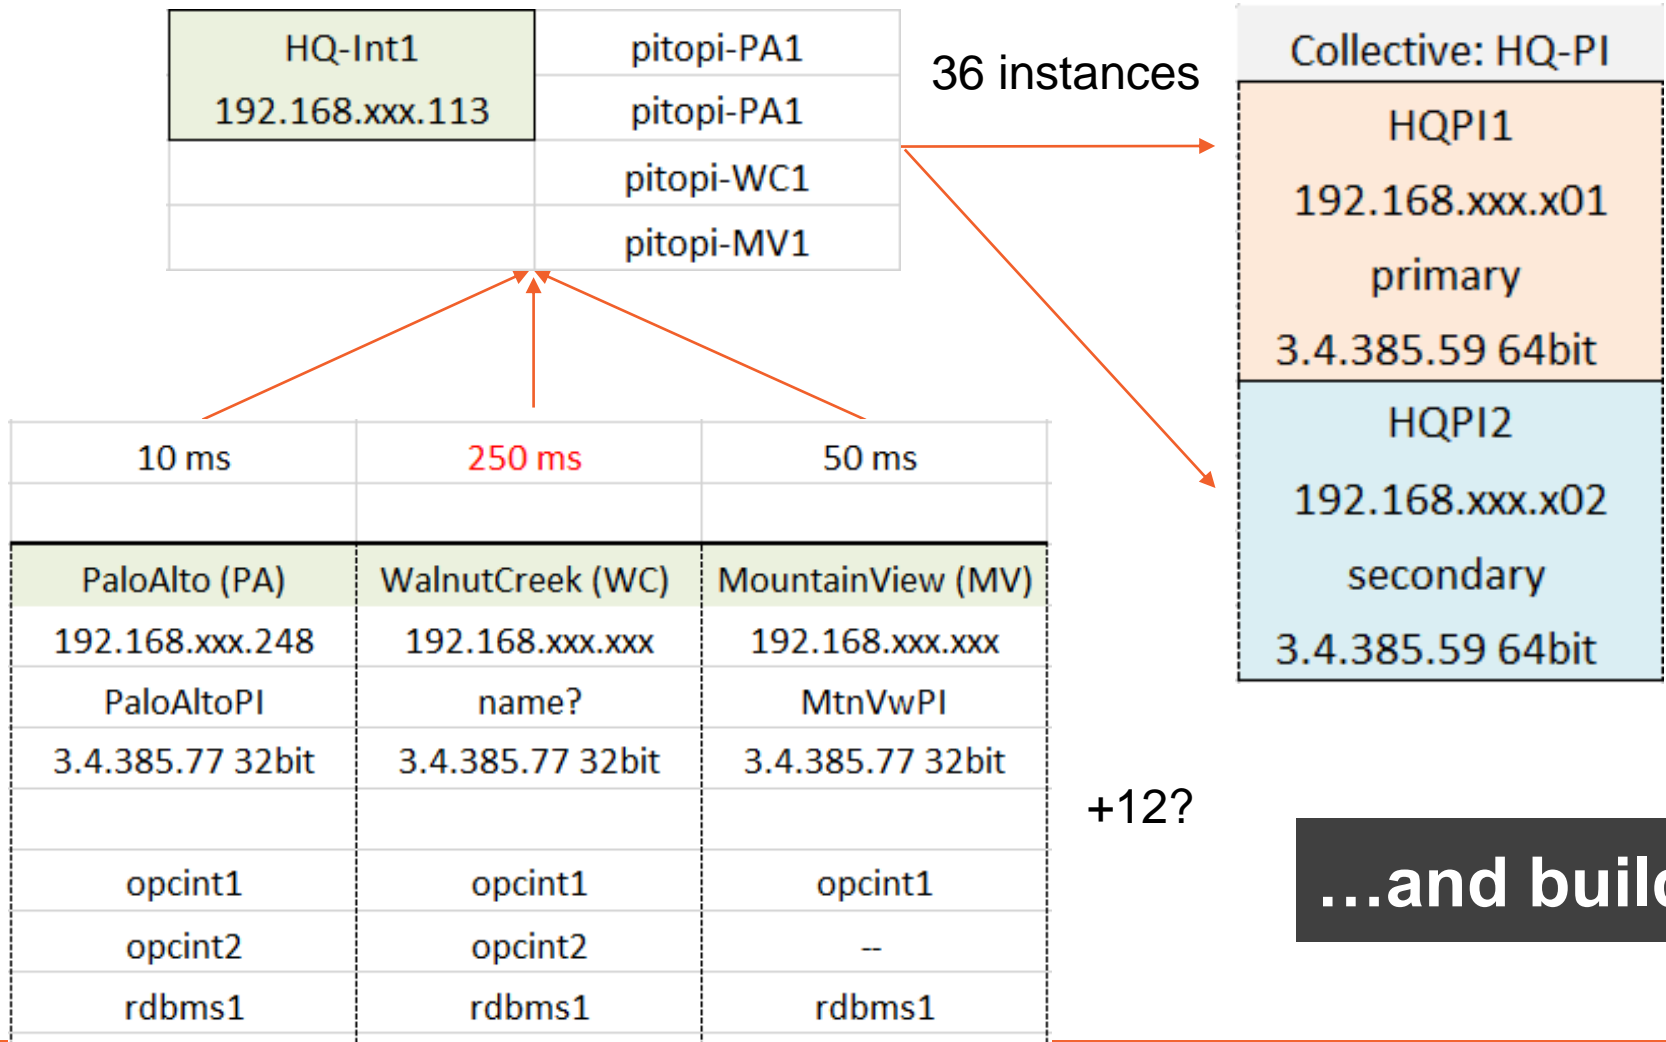 HQ-Int1 pitopi-PA1
192.168.xxx.113 pitopi-PA1
pitopi-WC1
pitopi-MV1
36 instances
Collective: HQ-PI
HQPI1
192.168.xxx.x01
primary
3.4.385.59 64bit
HQPI2
192.168.xxx.x02
secondary
3.4.385.59 64bit
10 ms 250 ms 50 ms
PaloAlto (PA) WalnutCreek (WC) MountainView (MV)
192.168.xxx.248 192.168.xxx.xxx 192.168.xxx.xxx
PaloAltoPI name? MtnVwPI
3.4.385.77 32bit 3.4.385.77 32bit 3.4.385.77 32bit
opcint1 opcint1 opcint1
opcint2 opcint2 --
rdbms1 rdbms1 rdbms1
+12?
…and build